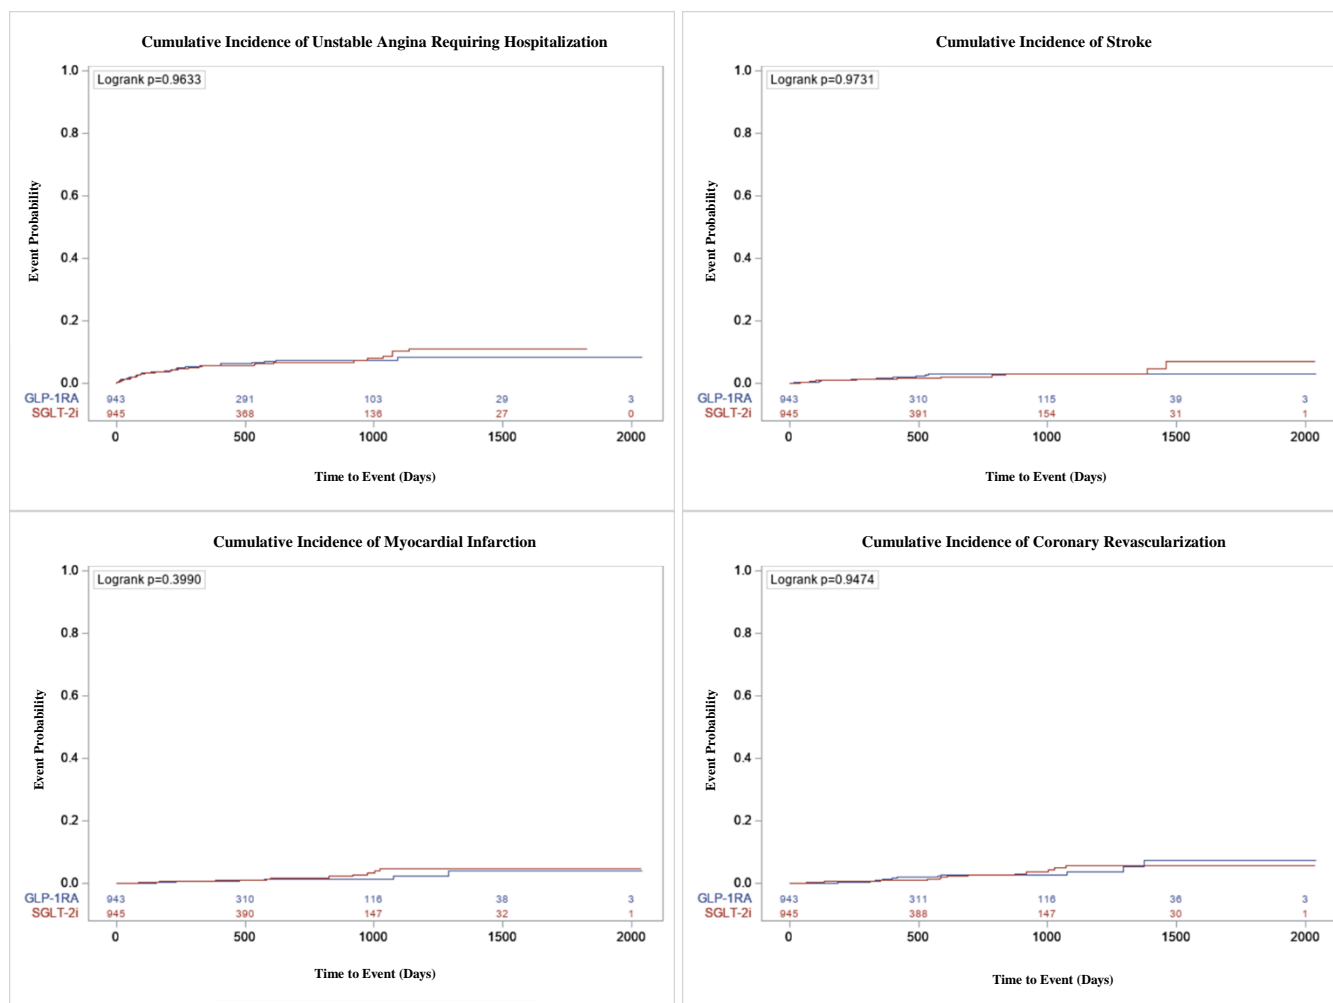 Cumulative Incidence of Unstable Angina Requiring Hospitalization
Logrank p=0.9633
1.0
0.8
0.6
0.4
0.2
0.0
Event Probability
GLP-1RA 943 291 103 29 3
SGLT-2i 945 368 136 27 0
0 500 1000 1500 2000
Time to Event (Days)
Cumulative Incidence of Stroke
Logrank p=0.9731
1.0
0.8
0.6
0.4
0.2
0.0
Event Probability
GLP-1RA 943 310 115 39 3
SGLT-2i 945 391 154 31 1
0 500 1000 1500 2000
Time to Event (Days)
Cumulative Incidence of Myocardial Infarction
Logrank p=0.3990
1.0
0.8
0.6
0.4
0.2
0.0
Event Probability
GLP-1RA 943 310 116 38 3
SGLT-2i 945 390 147 32 1
0 500 1000 1500 2000
Time to Event (Days)
Cumulative Incidence of Coronary Revascularization
Logrank p=0.9474
1.0
0.8
0.6
0.4
0.2
0.0
Event Probability
GLP-1RA 943 311 116 36 3
SGLT-2i 945 388 147 30 1
0 500 1000 1500 2000
Time to Event (Days)